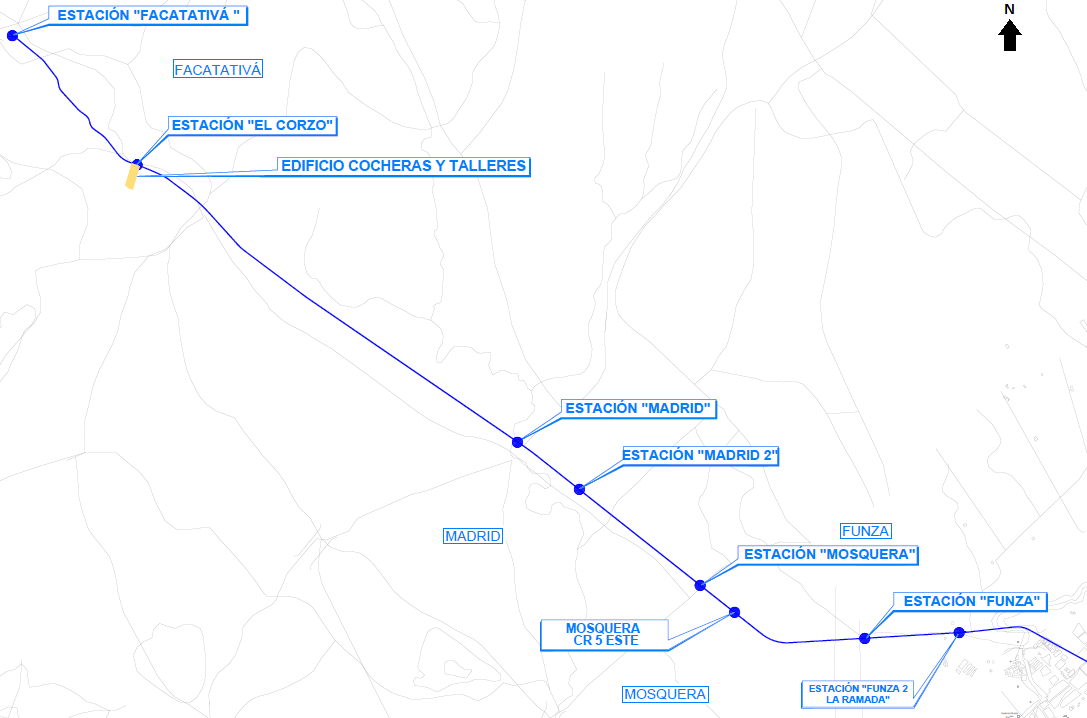 ESTACIÓN "FACATATIVÁ "
N
FACATATIVÁ
ESTACIÓN "EL CORZO"
EDIFICIO COCHERAS Y TALLERES
ESTACIÓN "MADRID"
ESTACIÓN "MADRID 2"
MADRID
FUNZA
ESTACIÓN "MOSQUERA"
ESTACIÓN "FUNZA"
MOSQUERA
CR 5 ESTE
MOSQUERA
ESTACIÓN "FUNZA 2
LA RAMADA"